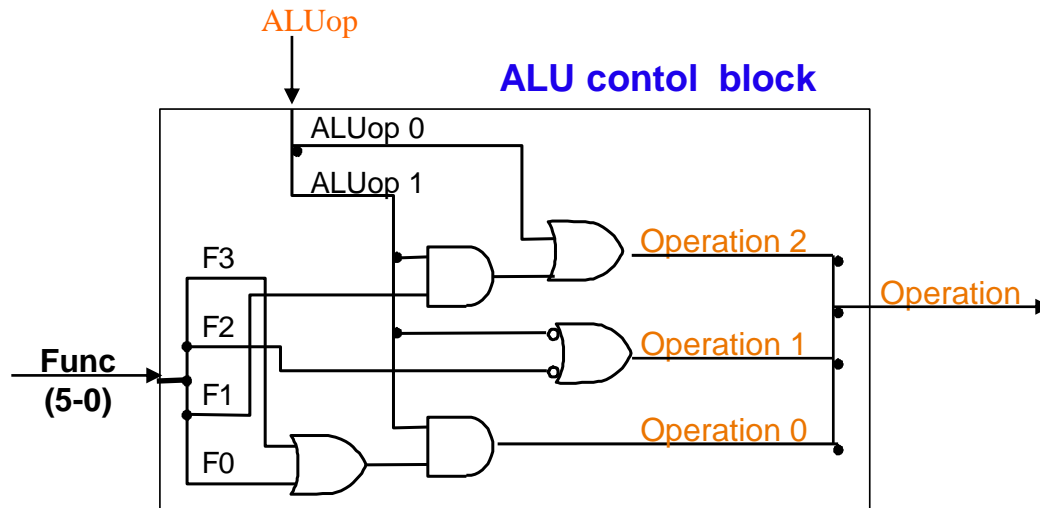 ALUop
ALU contol block
ALUop 0
ALUop 1
Operation 2
F3
Operation
F2
Operation 1
Func
(5-0)
F1
Operation 0
F0